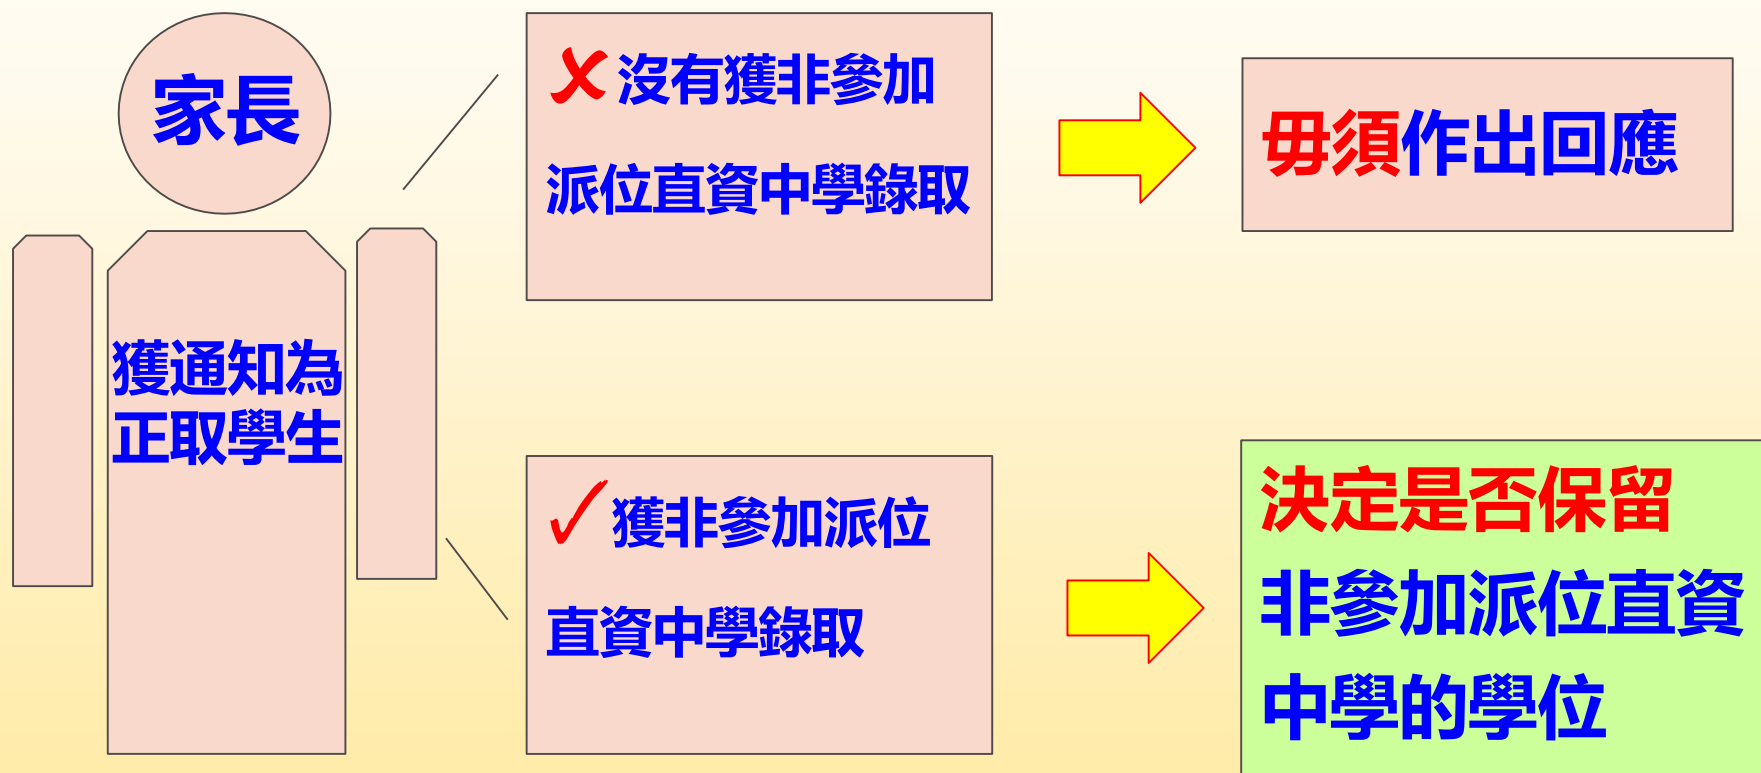 家長
獲通知為
正取學生
✗沒有獲非參加
派位直資中學錄取
毋須作出回應
✓獲非參加派位
直資中學錄取
決定是否保留
非參加派位直資
中學的學位